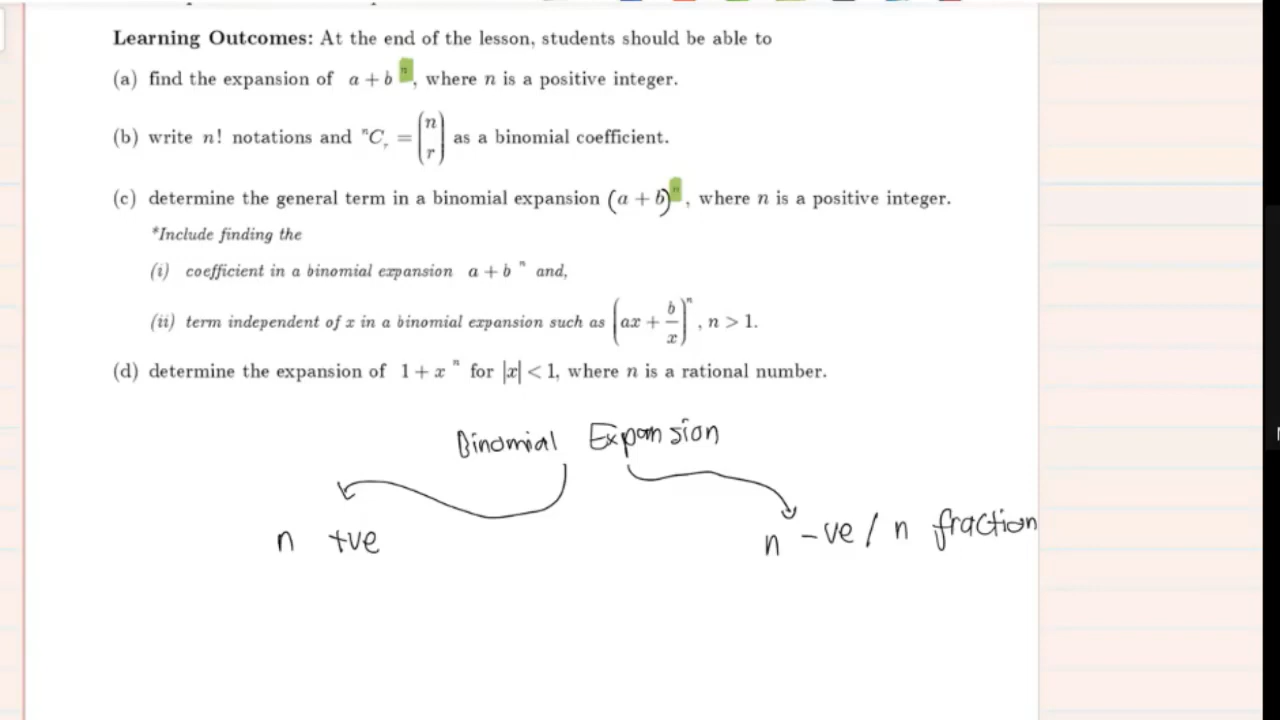 Learning Outcomes: At the end of the lesson, students should be able to
(a) find the expansion of a + b ⁿ, where n is a positive integer.
(b) write n! notations and ⁿCᵣ = (n r) as a binomial coefficient.
(c) determine the general term in a binomial expansion (a + b)ⁿ, where n is a positive integer.
*Include finding the
(i) coefficient in a binomial expansion a + b ⁿ and,
(ii) term independent of x in a binomial expansion such as (ax + b/x)ⁿ, n > 1.
(d) determine the expansion of 1 + x ⁿ for |x| < 1, where n is a rational number.
Binomial Expansion
n +ve
n -ve / n fraction